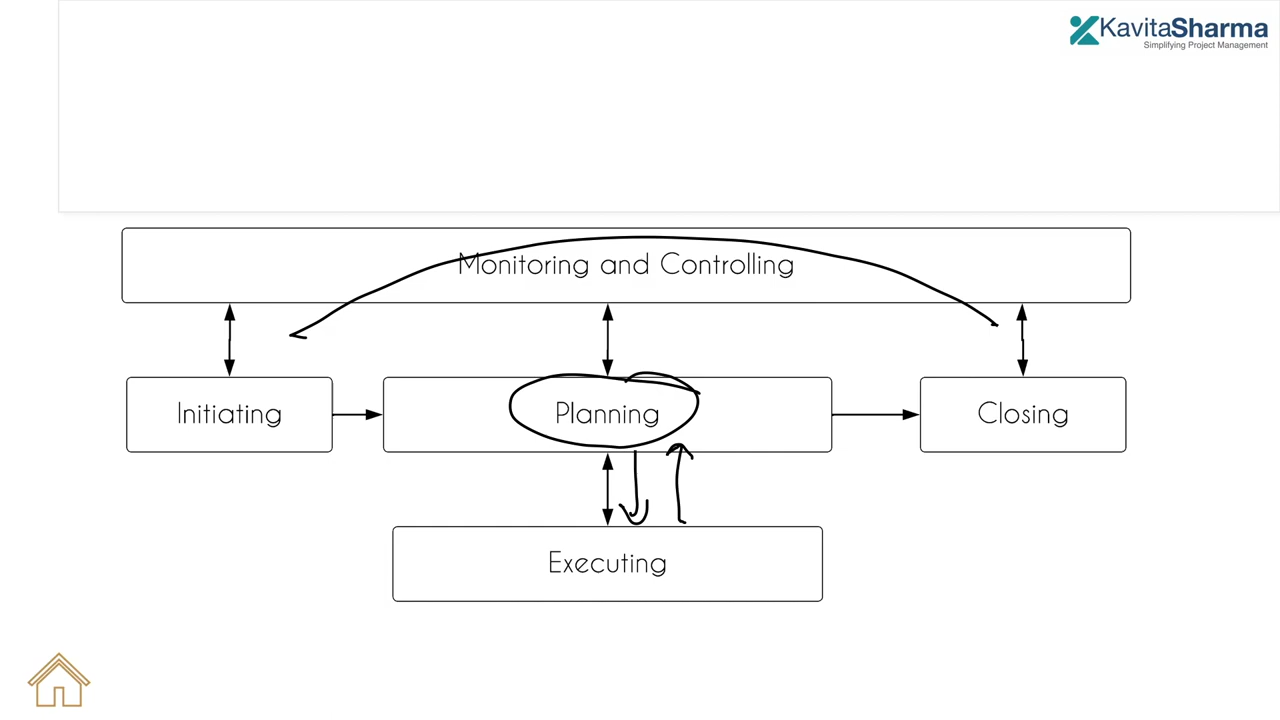 KavitaSharma
Simplifying Project Management
Monitoring and Controlling
Initiating
Planning
Closing
Executing